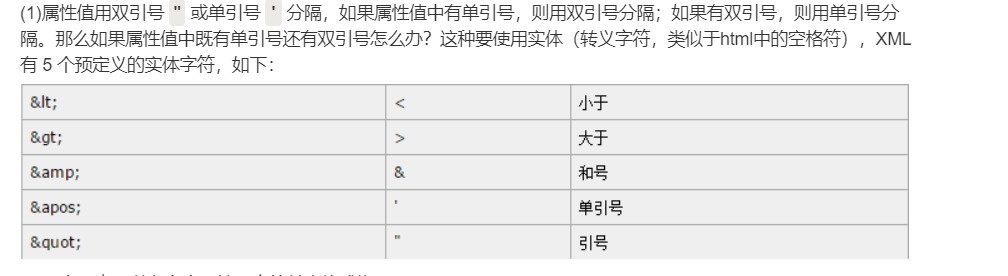 (1)属性值用双引号 " 或单引号 ' 分隔，如果属性值中有单引号，则用双引号分隔；如果有双引号，则用单引号分
隔。那么如果属性值中既有单引号还有双引号怎么办？这种要使用实体（转义字符，类似于html中的空格符），XML
有 5 个预定义的实体字符，如下：
&lt; < 小于
&gt; > 大于
&amp; & 和号
&apos; ' 单引号
&quot; " 引号